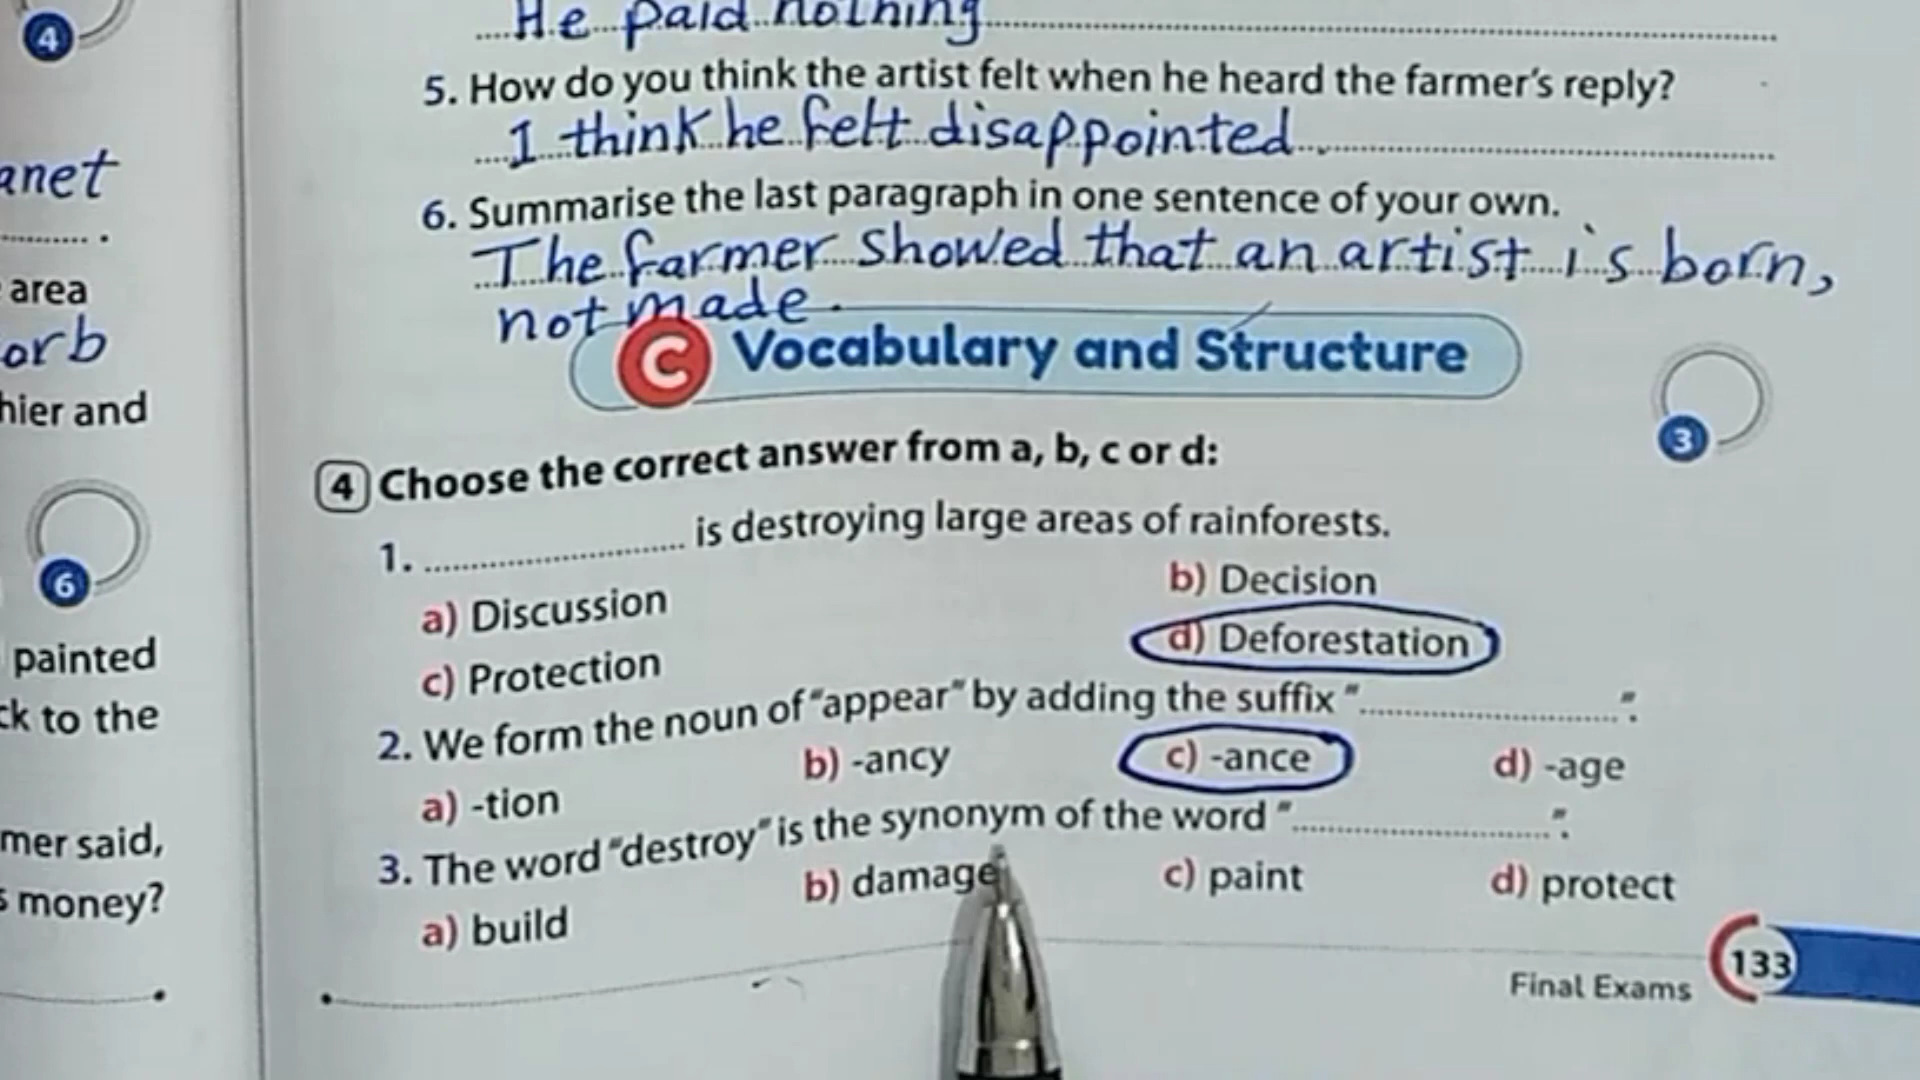 He paid nothing
5. How do you think the artist felt when he heard the farmer's reply?
I think he felt disappointed.
6. Summarise the last paragraph in one sentence of your own.
The farmer showed that an artist is born,
not made.
C Vocabulary and Structure
3
4 Choose the correct answer from a, b, c or d:
1. .............................. is destroying large areas of rainforests.
a) Discussion b) Decision
c) Protection d) Deforestation
2. We form the noun of "appear" by adding the suffix "..............................".
a) -tion b) -ancy c) -ance d) -age
3. The word "destroy" is the synonym of the word "..............................".
a) build b) damage c) paint d) protect
Final Exams 133
4
area
orb
and
6
painted
to the
said,
money?